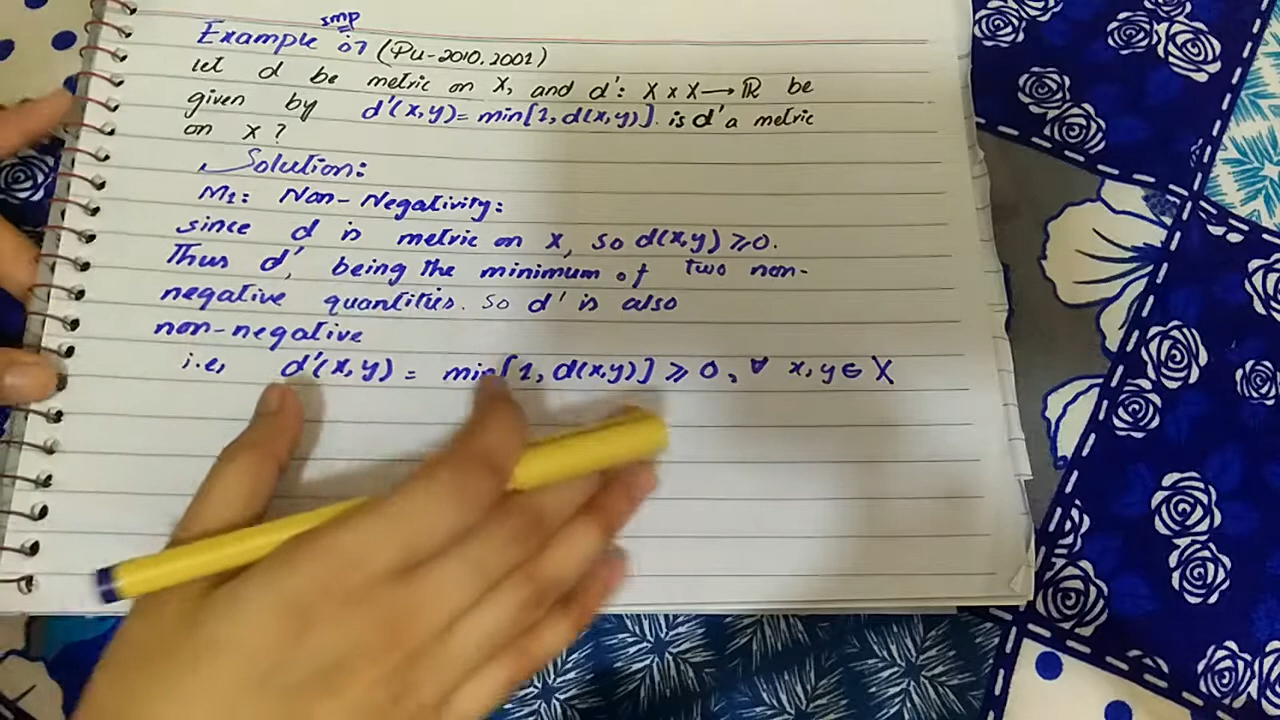 imp
Example 07 (PU-2010, 2001)
Let d be metric on X, and d': X x X → ℝ be
given by d'(x,y) = min[1, d(x,y)]. is d' a metric
on X?
Solution:
M1: Non-Negativity:
since d is metric on X, so d(x,y) ≥ 0.
Thus d', being the minimum of two non-
negative quantities. So d' is also
non-negative
i.e, d'(x,y) = min[1, d(x,y)] ≥ 0, ∀ x,y ∈ X